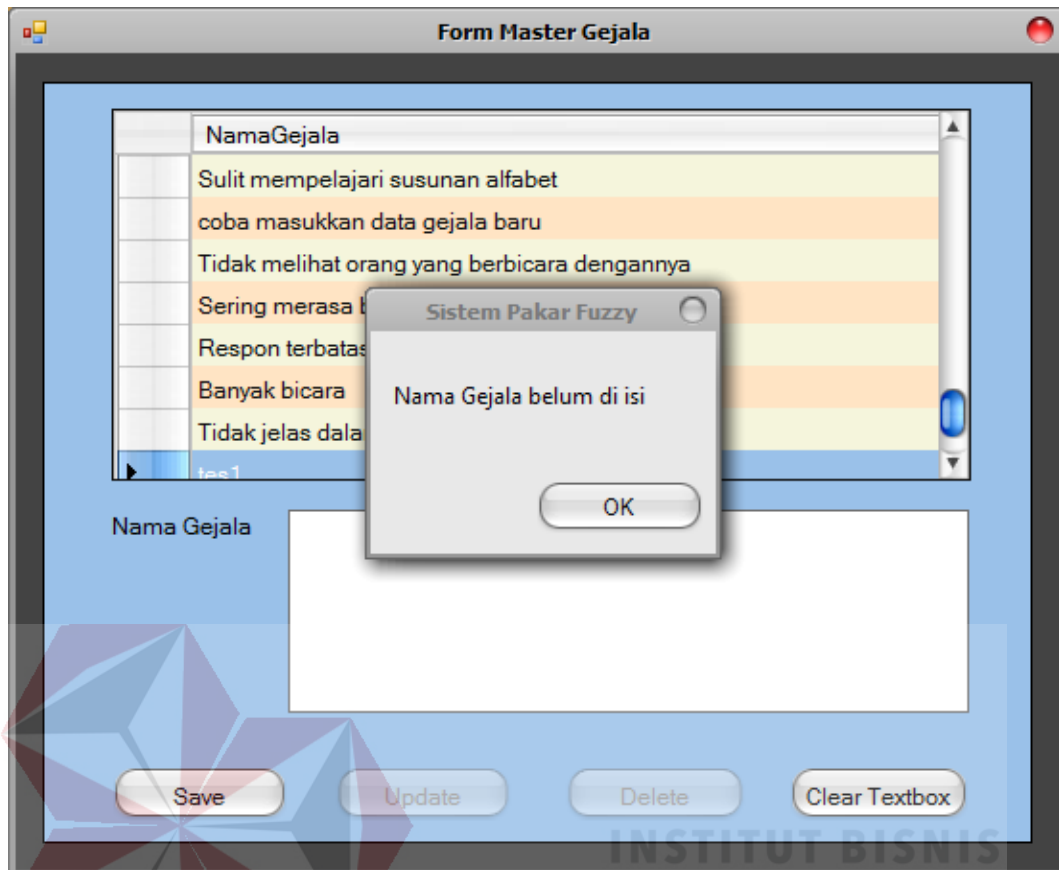 Form Master Gejala
NamaGejala
Sulit mempelajari susunan alfabet
coba masukkan data gejala baru
Tidak melihat orang yang berbicara dengannya
Sering merasa
Respon terbatas
Banyak bicara
Tidak jelas
tes1
Sistem Pakar Fuzzy
Nama Gejala belum di isi
OK
Nama Gejala
Save
Update
Delete
Clear Textbox
INSTITUT BISNIS